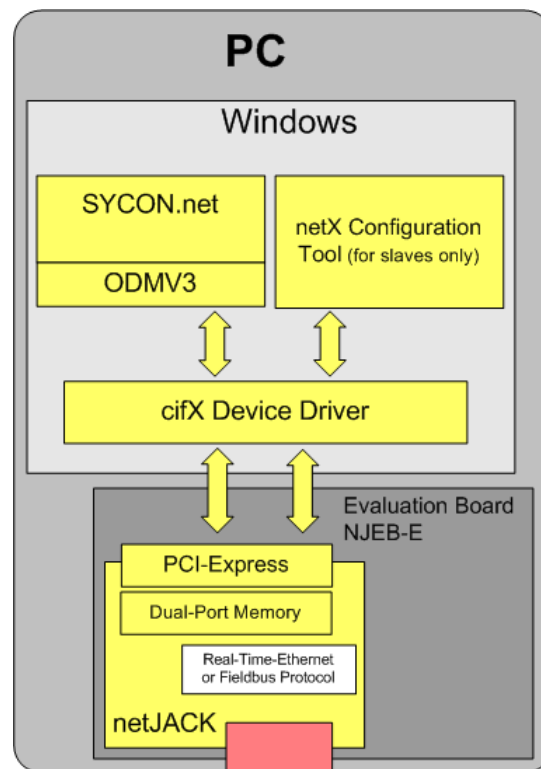 PC
Windows
SYCON.net
ODMV3
netX Configuration
Tool (for slaves only)
cifX Device Driver
Evaluation Board
NJEB-E
PCI-Express
Dual-Port Memory
Real-Time-Ethernet
or Fieldbus Protocol
netJACK